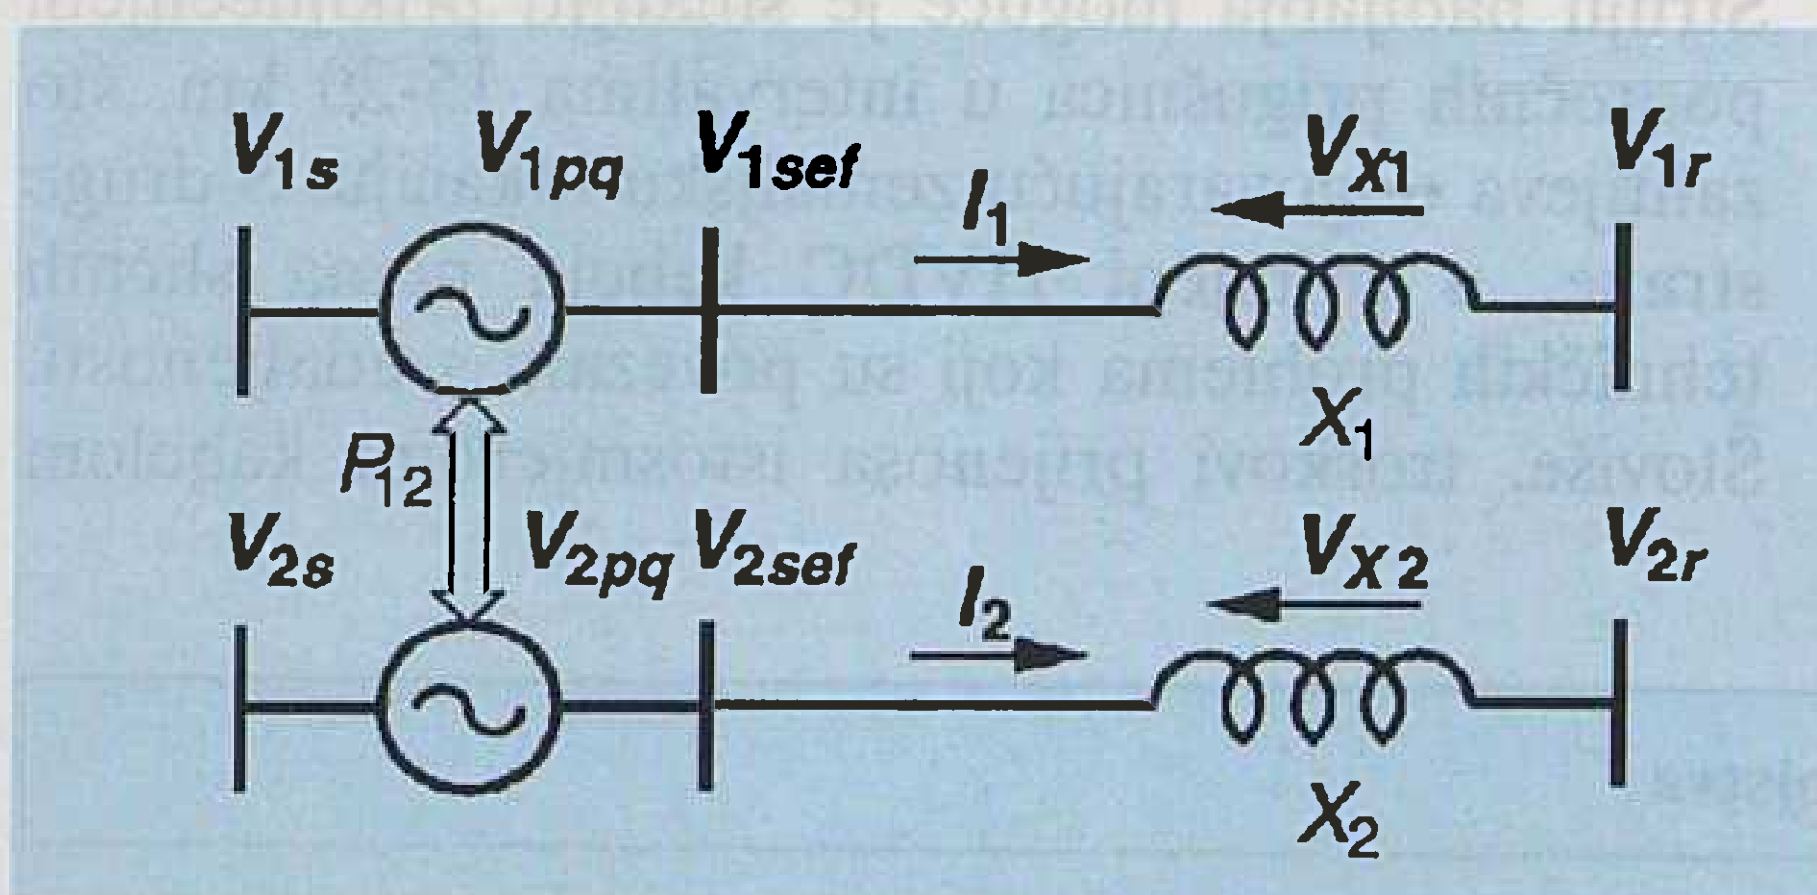 V1s V1pq V1sef I1 VX1 V1r
X1
P12
V2s V2pq V2sef I2 VX2 V2r
X2